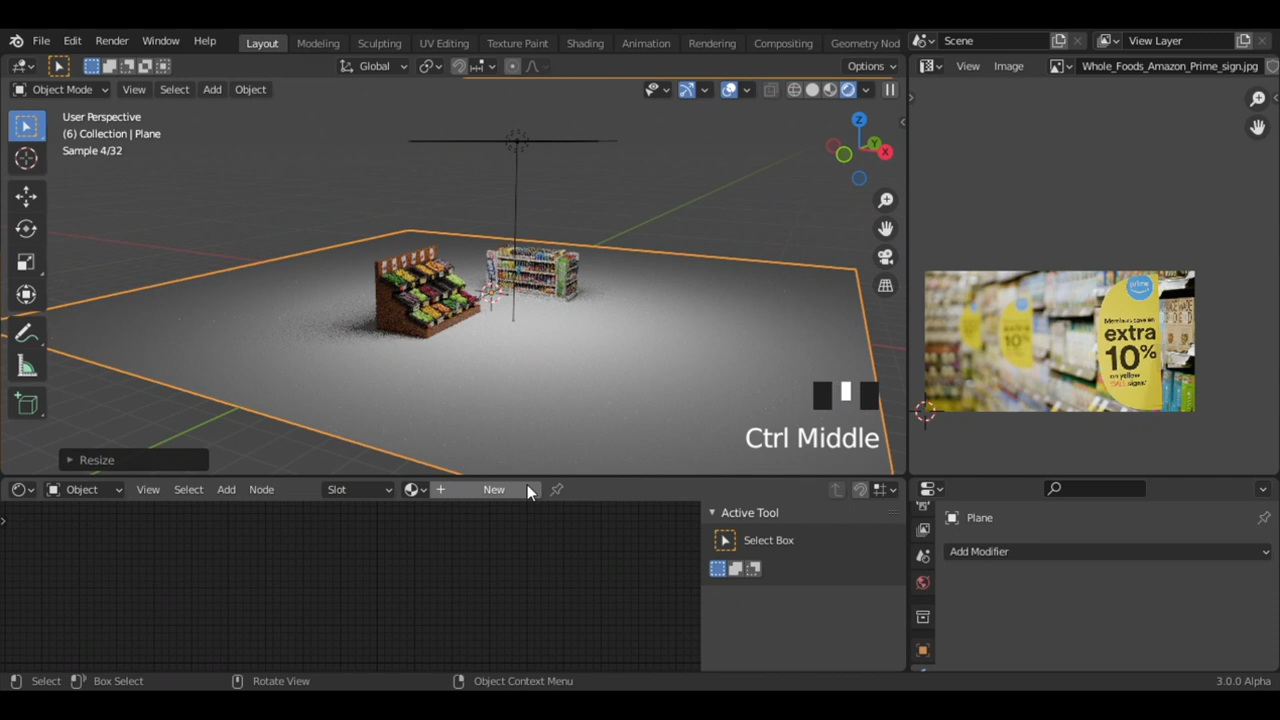 File Edit Render Window Help
Layout Modeling Sculpting UV Editing Texture Paint Shading Animation Rendering Compositing Geometry Nod
Scene
View Layer
Global
Options
View Image
Whole_Foods_Amazon_Prime_sign.jpg
Object Mode View Select Add Object
User Perspective
(6) Collection | Plane
Sample 4/32
Z
Y
X
prime
Members save an
extra
10%
on yellow
SALE signs
extra
10%
Ctrl Middle
Resize
Object View Select Add Node
Slot
New
Active Tool
Select Box
Plane
Add Modifier
Select Box Select Rotate View Object Context Menu
3.0.0 Alpha